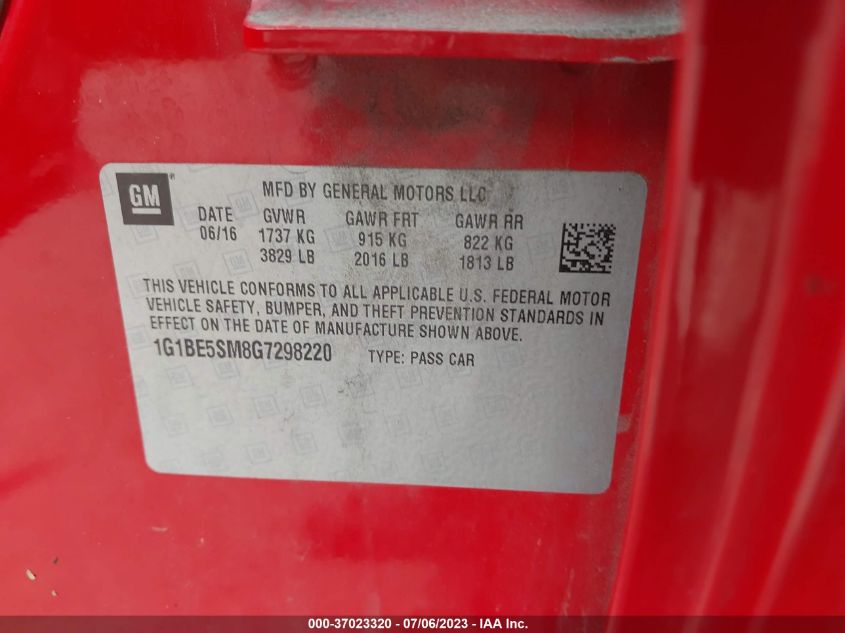 GM
MFD BY GENERAL MOTORS LLC
DATE GVWR GAWR FRT GAWR RR
06/16 1737 KG 915 KG 822 KG
3829 LB 2016 LB 1813 LB
THIS VEHICLE CONFORMS TO ALL APPLICABLE U.S. FEDERAL MOTOR
VEHICLE SAFETY, BUMPER, AND THEFT PREVENTION STANDARDS IN
EFFECT ON THE DATE OF MANUFACTURE SHOWN ABOVE.
1G1BE5SM8G7298220 TYPE: PASS CAR
000-37023320 - 07/06/2023 - IAA Inc.